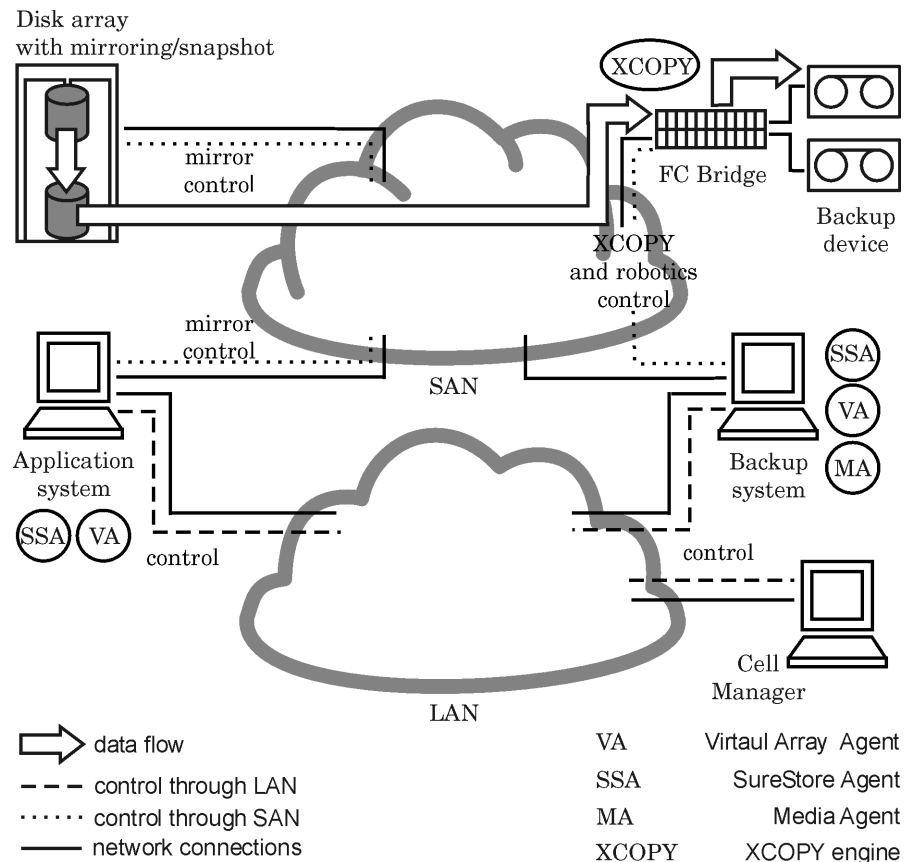 Disk array
with mirroring/snapshot
XCOPY
mirror
control
FC Bridge
Backup
device
XCOPY
and robotics
control
mirror
control
SAN
SSA
VA
MA
Application
system
Backup
system
SSA
VA
control
control
Cell
Manager
LAN
data flow
control through LAN
control through SAN
network connections
VA Virtaul Array Agent
SSA SureStore Agent
MA Media Agent
XCOPY XCOPY engine